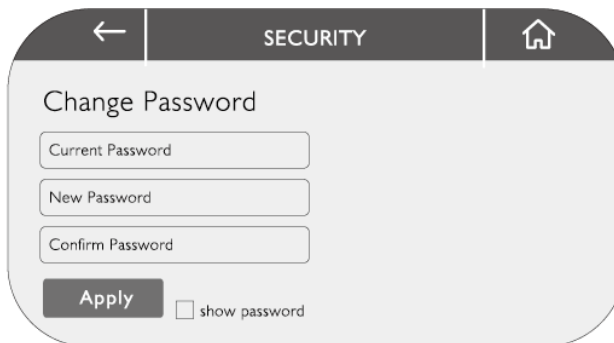 SECURITY
Change Password
Current Password
New Password
Confirm Password
Apply
show password